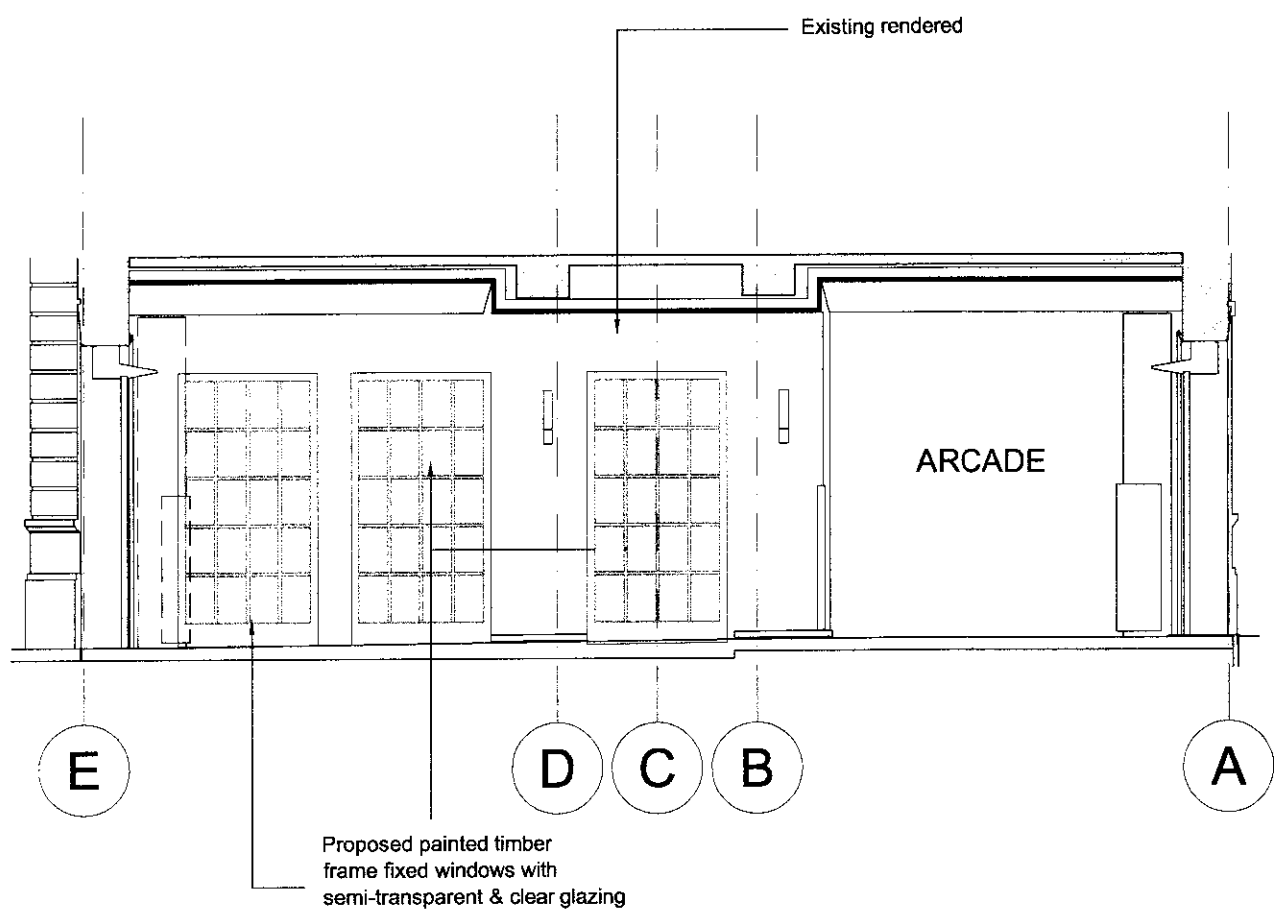 Existing rendered
ARCADE
E
D
C
B
A
Proposed painted timber
frame fixed windows with
semi-transparent & clear glazing